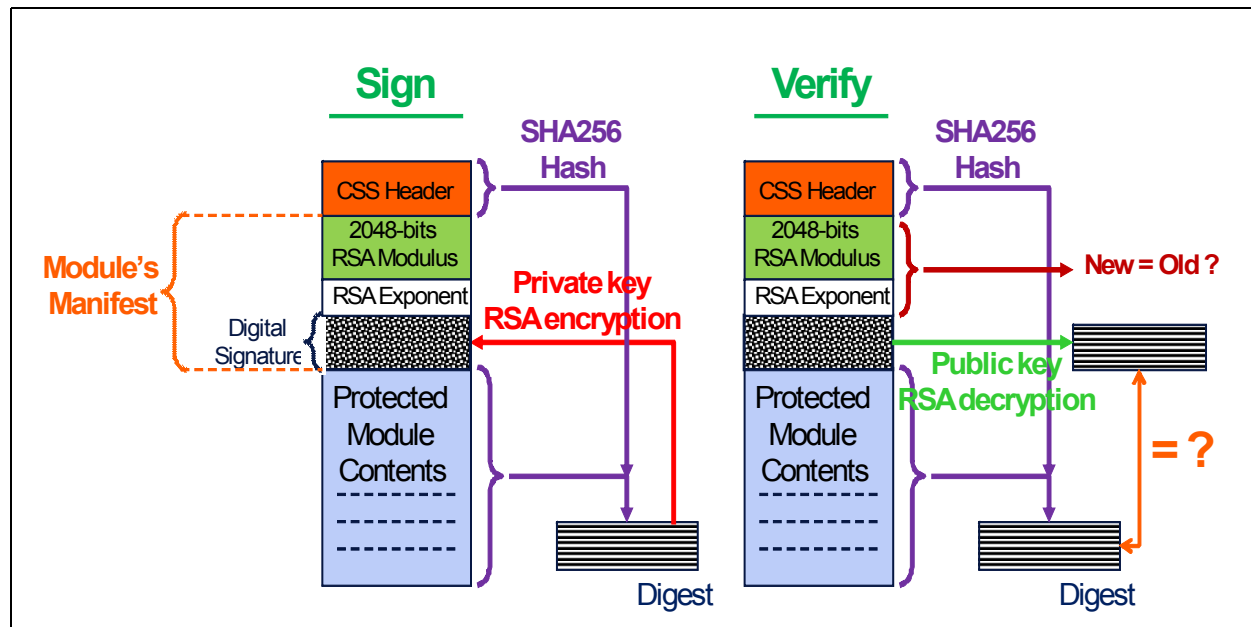 Sign
SHA256
Hash
CSS Header
2048-bits
RSA Modulus
RSA Exponent
Module's
Manifest
Digital
Signature
Private key
RSA encryption
Protected
Module
Contents
Digest
Verify
SHA256
Hash
CSS Header
2048-bits
RSA Modulus
RSA Exponent
New = Old ?
Public key
RSA decryption
Protected
Module
Contents
= ?
Digest